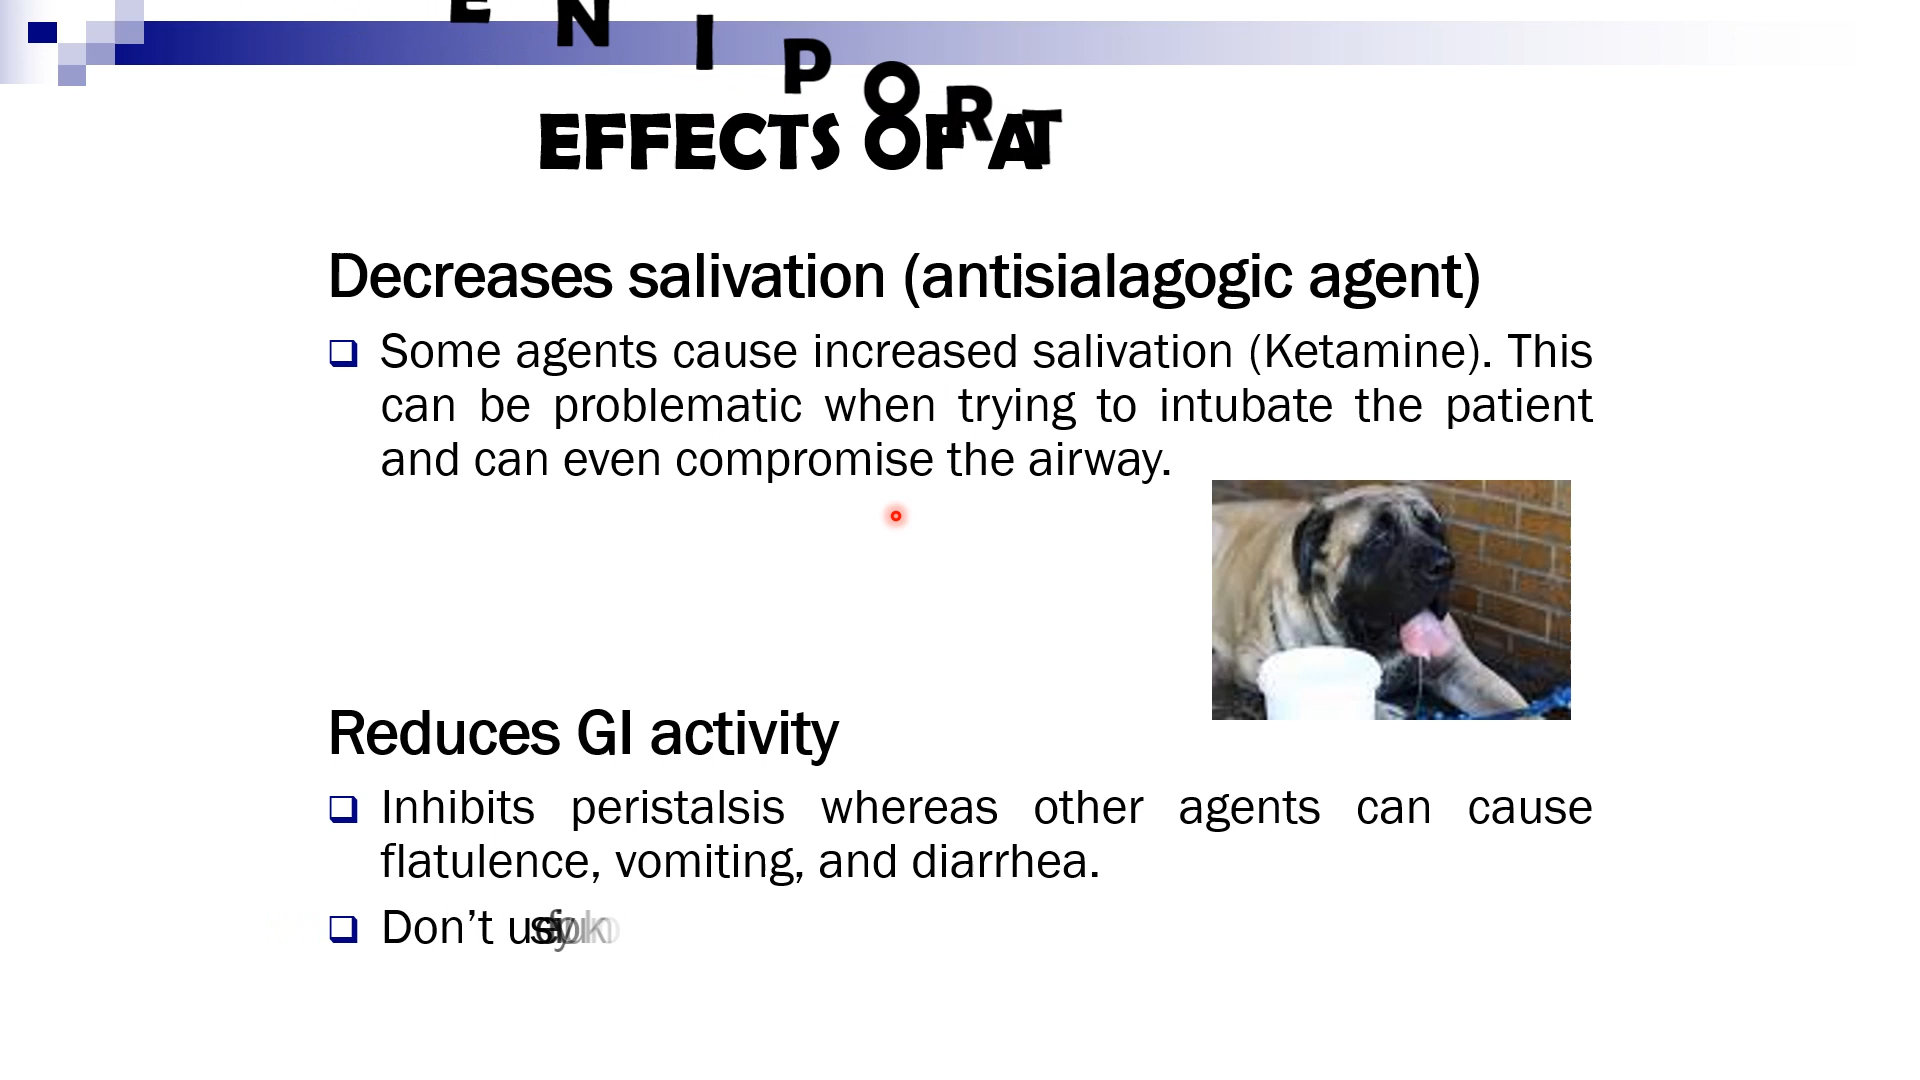 EFFECTS OF AT R O P I N E
Decreases salivation (antisialagogic agent)
Some agents cause increased salivation (Ketamine). This
can be problematic when trying to intubate the patient
and can even compromise the airway.
Reduces GI activity
Inhibits peristalsis whereas other agents can cause
flatulence, vomiting, and diarrhea.
Don’t